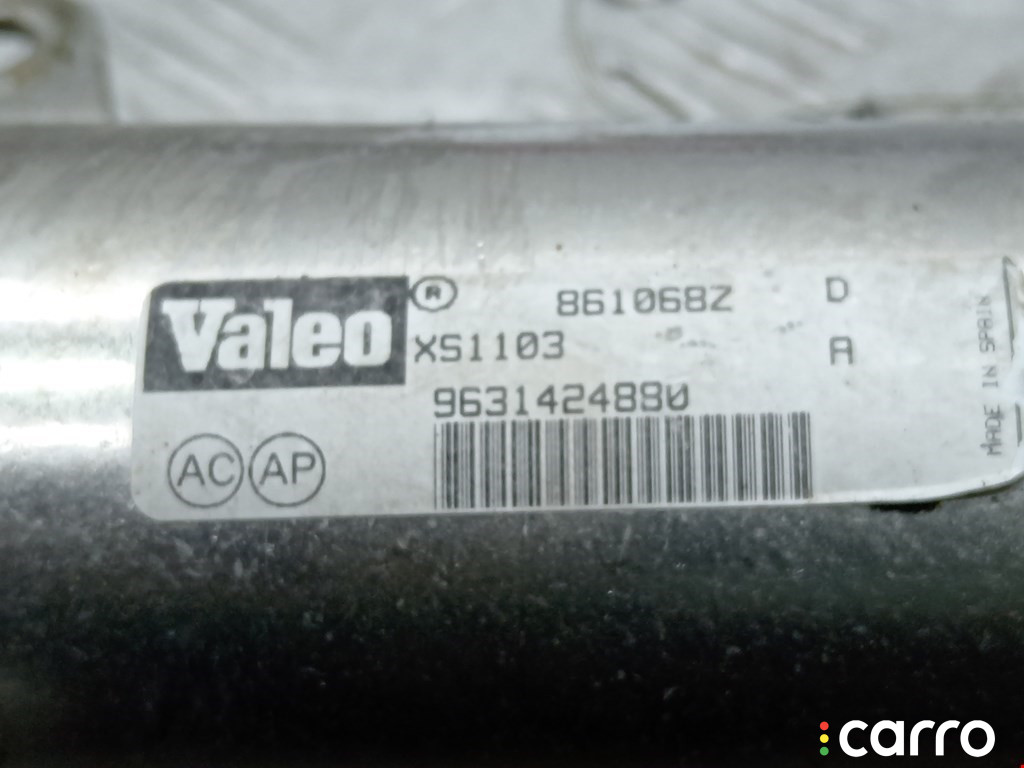 Valeo ® 861068Z D
XS1103 A
9631424880
AC AP
MADE IN SPAIN
carro